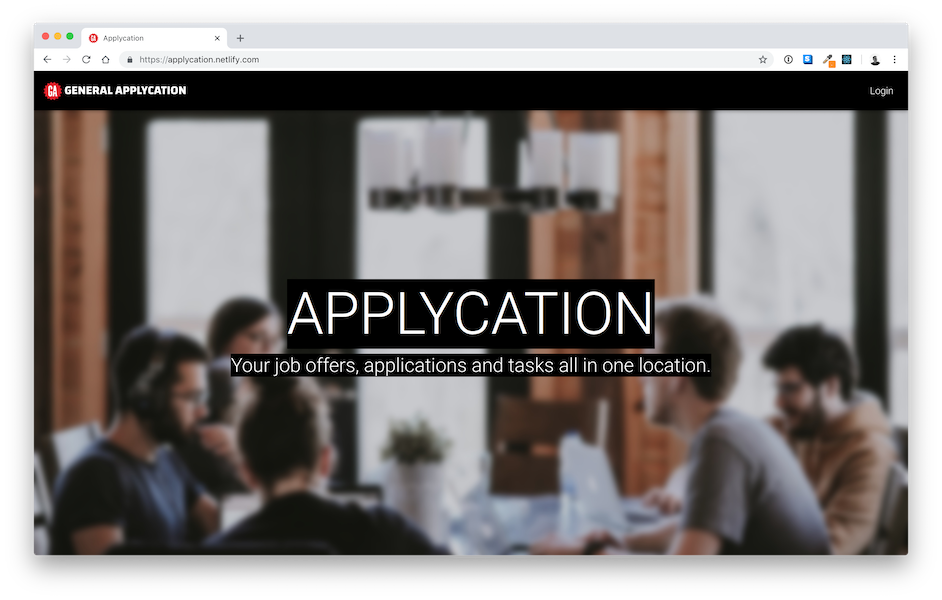 Applycation
https://applycation.netlify.com
GA GENERAL APPLYCATION
Login
APPLYCATION
Your job offers, applications and tasks all in one location.